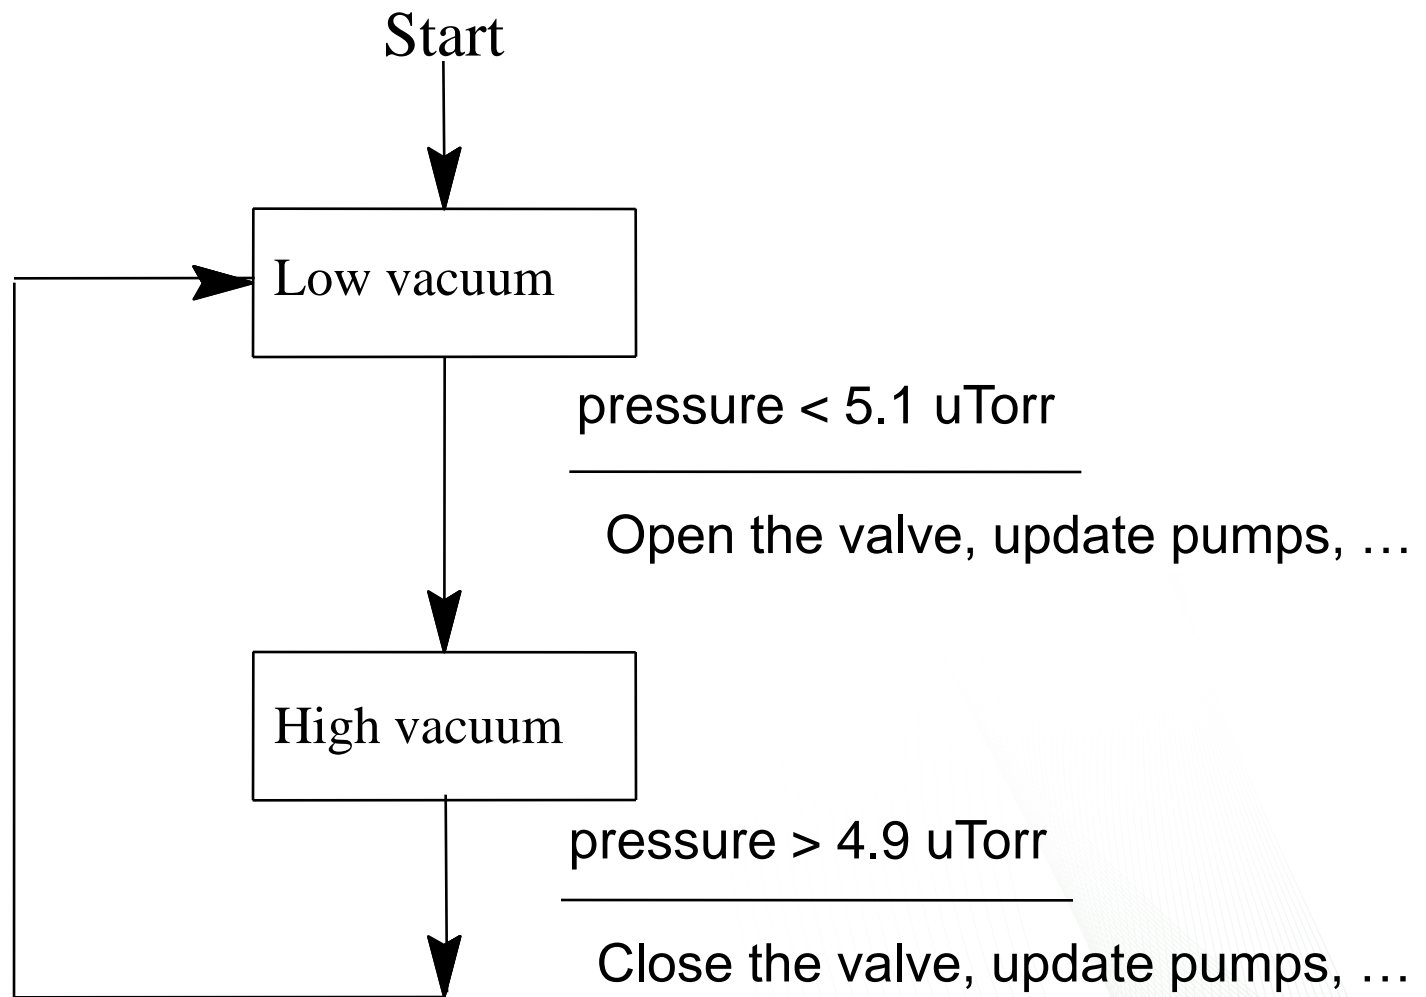 Start
Low vacuum
pressure < 5.1 uTorr
Open the valve, update pumps, …
High vacuum
pressure > 4.9 uTorr
Close the valve, update pumps, …